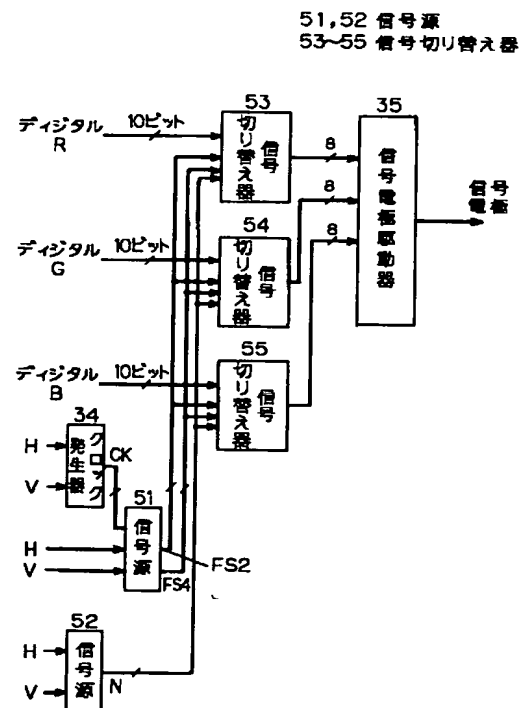 51,52 信号源
53~55 信号切り替え器
53
35
ディジタル
R
10ビット
信号
切り替え器
8
信号電極駆動器
信号
電極
8
54
ディジタル
G
10ビット
信号
切り替え器
8
55
ディジタル
B
10ビット
信号
切り替え器
34
H
V
クロック
発生器
CK
51
H
V
信号源
FS2
FS4
52
H
V
信号源
N